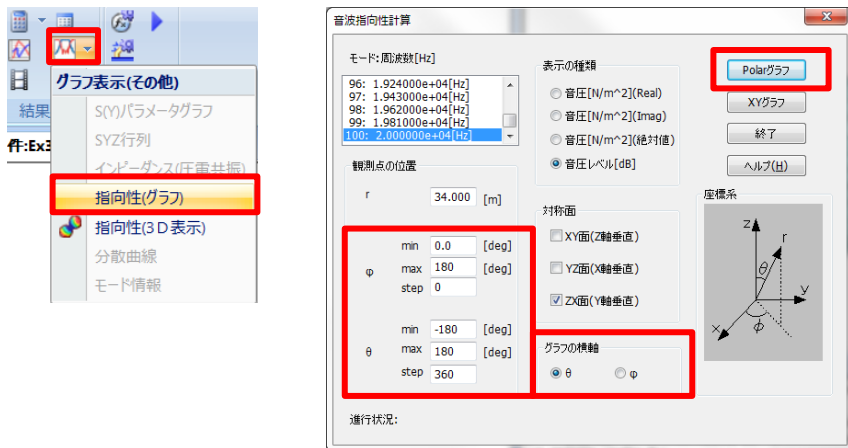 グラフ表示(その他)
結果
S(Y)パラメータグラフ
SYZ行列
件:Ex3
インピーダンス(圧電共振)
指向性(グラフ)
指向性(3D表示)
分散曲線
モード情報
音波指向性計算
モード:周波数[Hz]
96: 1.924000e+04[Hz]
97: 1.943000e+04[Hz]
98: 1.962000e+04[Hz]
99: 1.981000e+04[Hz]
100: 2.000000e+04[Hz]
表示の種類
音圧[N/m^2](Real)
音圧[N/m^2](Imag)
音圧[N/m^2](絶対値)
音圧レベル[dB]
Polarグラフ
XYグラフ
終了
ヘルプ(H)
観測点の位置
r 34.000 [m]
φ
min 0.0 [deg]
max 180 [deg]
step 0
θ
min -180 [deg]
max 180 [deg]
step 360
対称面
XY面(Z軸垂直)
YZ面(X軸垂直)
ZX面(Y軸垂直)
グラフの横軸
θ φ
座標系
z
r
θ
y
x
φ
進行状況: